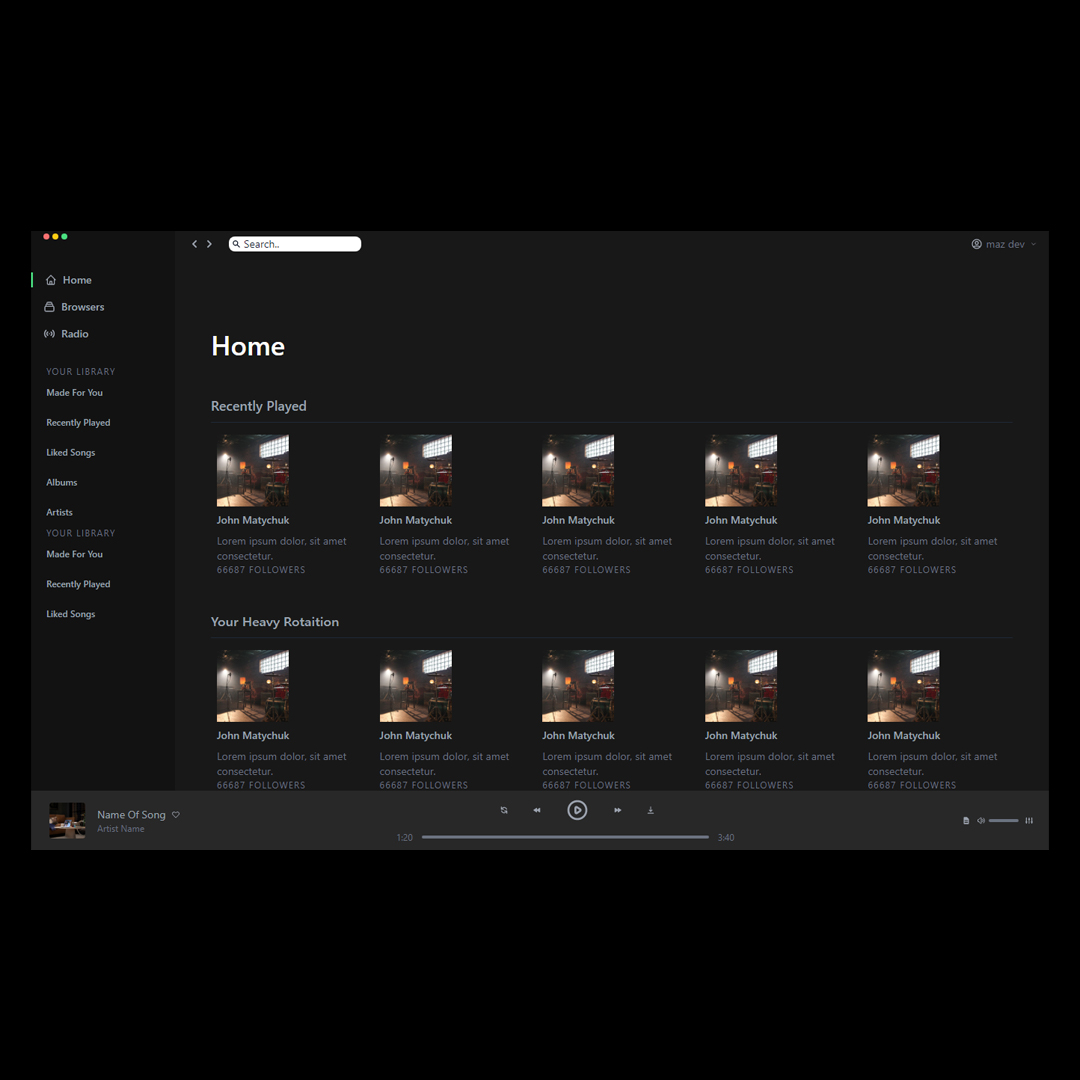 Search..
maz dev
Home
Browsers
Radio
YOUR LIBRARY
Made For You
Recently Played
Liked Songs
Albums
Artists
YOUR LIBRARY
Made For You
Recently Played
Liked Songs
Home
Recently Played
John Matychuk
Lorem ipsum dolor, sit amet
consectetur.
66687 FOLLOWERS
John Matychuk
Lorem ipsum dolor, sit amet
consectetur.
66687 FOLLOWERS
John Matychuk
Lorem ipsum dolor, sit amet
consectetur.
66687 FOLLOWERS
John Matychuk
Lorem ipsum dolor, sit amet
consectetur.
66687 FOLLOWERS
John Matychuk
Lorem ipsum dolor, sit amet
consectetur.
66687 FOLLOWERS
Your Heavy Rotaition
John Matychuk
Lorem ipsum dolor, sit amet
consectetur.
66687 FOLLOWERS
John Matychuk
Lorem ipsum dolor, sit amet
consectetur.
66687 FOLLOWERS
John Matychuk
Lorem ipsum dolor, sit amet
consectetur.
66687 FOLLOWERS
John Matychuk
Lorem ipsum dolor, sit amet
consectetur.
66687 FOLLOWERS
John Matychuk
Lorem ipsum dolor, sit amet
consectetur.
66687 FOLLOWERS
Name Of Song
Artist Name
1:20
3:40